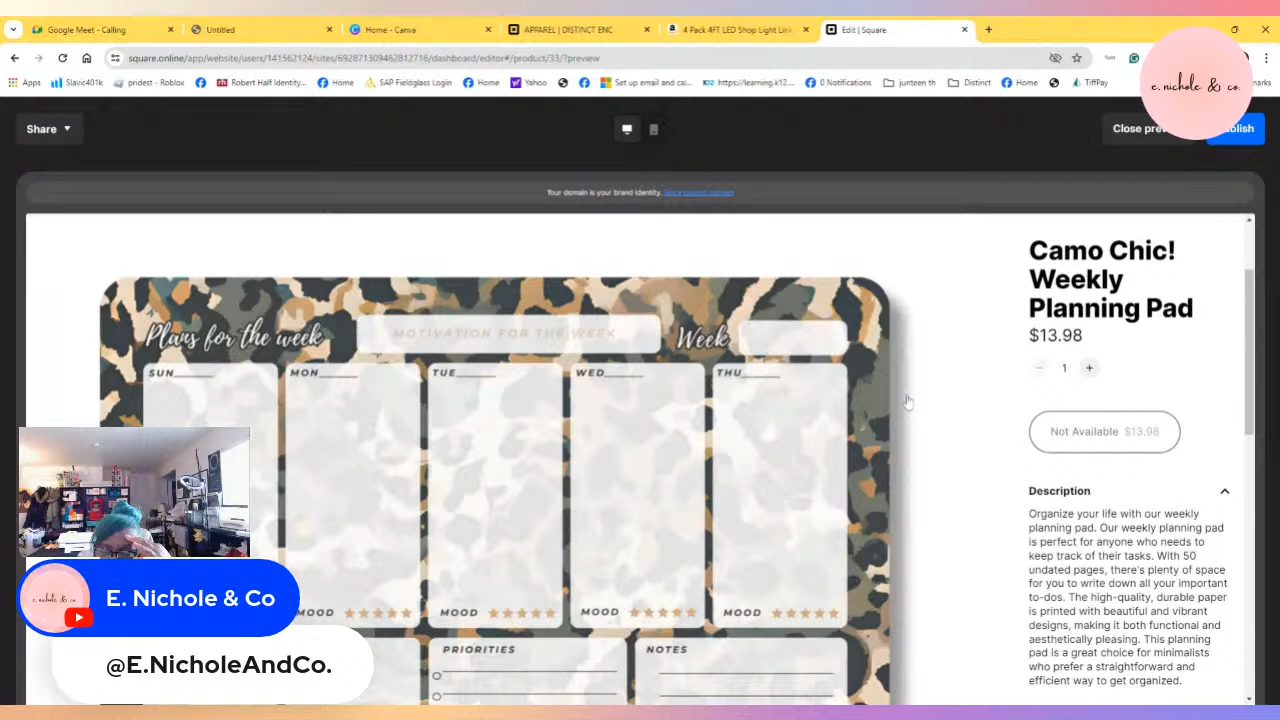 Google Meet - Calling
Untitled
Home - Canva
APPAREL | DISTINCT ENC
4 Pack 4FT LED Shop Light Link
Edit | Square
square.online/app/website/users/141562124/sites/692871309462812716/dashboard/editor#/product/33/?preview
Apps
Slavic401k
pridest - Roblox
Robert Half Identity...
Home
SAP Fieldglass Login
Home
Yahoo
Set up email and cal...
https://learning.k12...
0 Notifications
junteen th
Distinct
Home
TiffPay
e. nichole & co.
Share
Close pre
blish
Your domain is your brand identity.
Camo Chic!
Weekly
Planning Pad
$13.98
1
Not Available $13.98
Description
Organize your life with our weekly
planning pad. Our weekly planning pad
is perfect for anyone who needs to
keep track of their tasks. With 50
undated pages, there's plenty of space
for you to write down all your important
to-dos. The high-quality, durable paper
is printed with beautiful and vibrant
designs, making it both functional and
aesthetically pleasing. This planning
pad is a great choice for minimalists
who prefer a straightforward and
efficient way to get organized.
Plans for the week
MOTIVATION FOR THE WEEK
Week
SUN
MON
TUE
WED
THU
MOOD
MOOD
MOOD
MOOD
PRIORITIES
NOTES
e. nichole & co.
E. Nichole & Co
@E.NicholeAndCo.